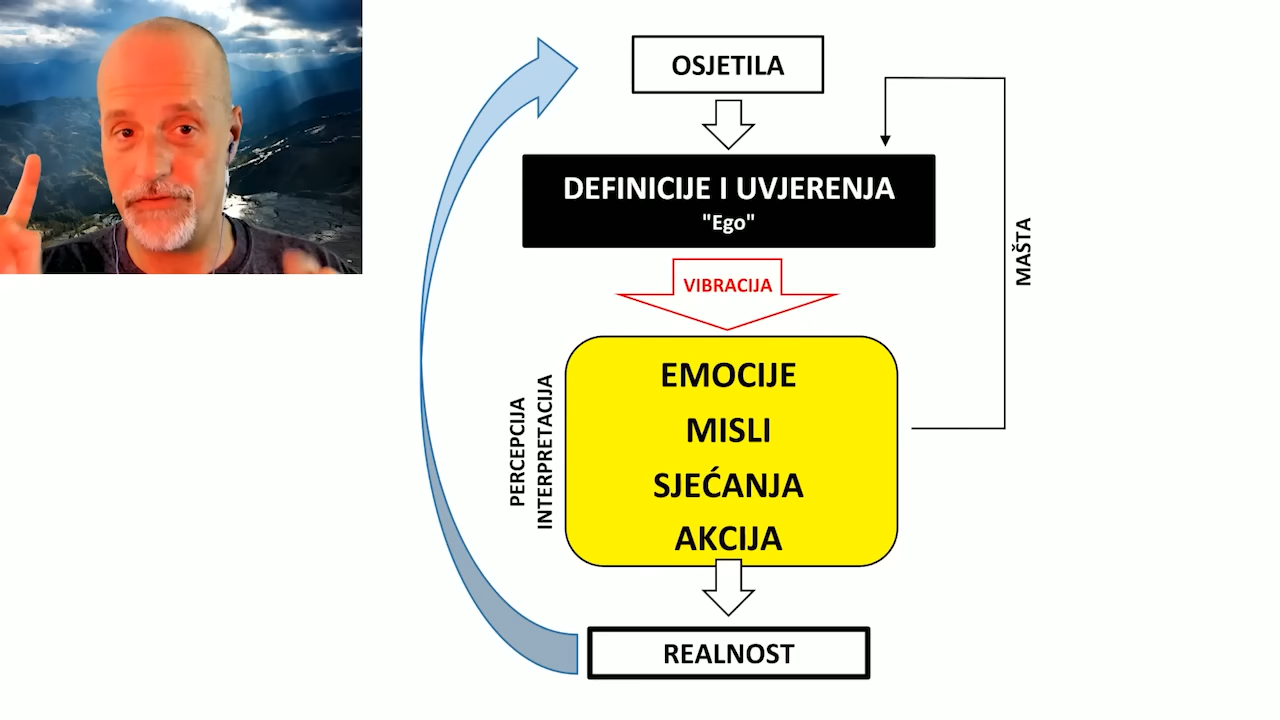 OSJETILA
DEFINICIJE I UVJERENJA
"Ego"
VIBRACIJA
MAŠTA
PERCEPCIJA
INTERPRETACIJA
EMOCIJE
MISLI
SJEĆANJA
AKCIJA
REALNOST